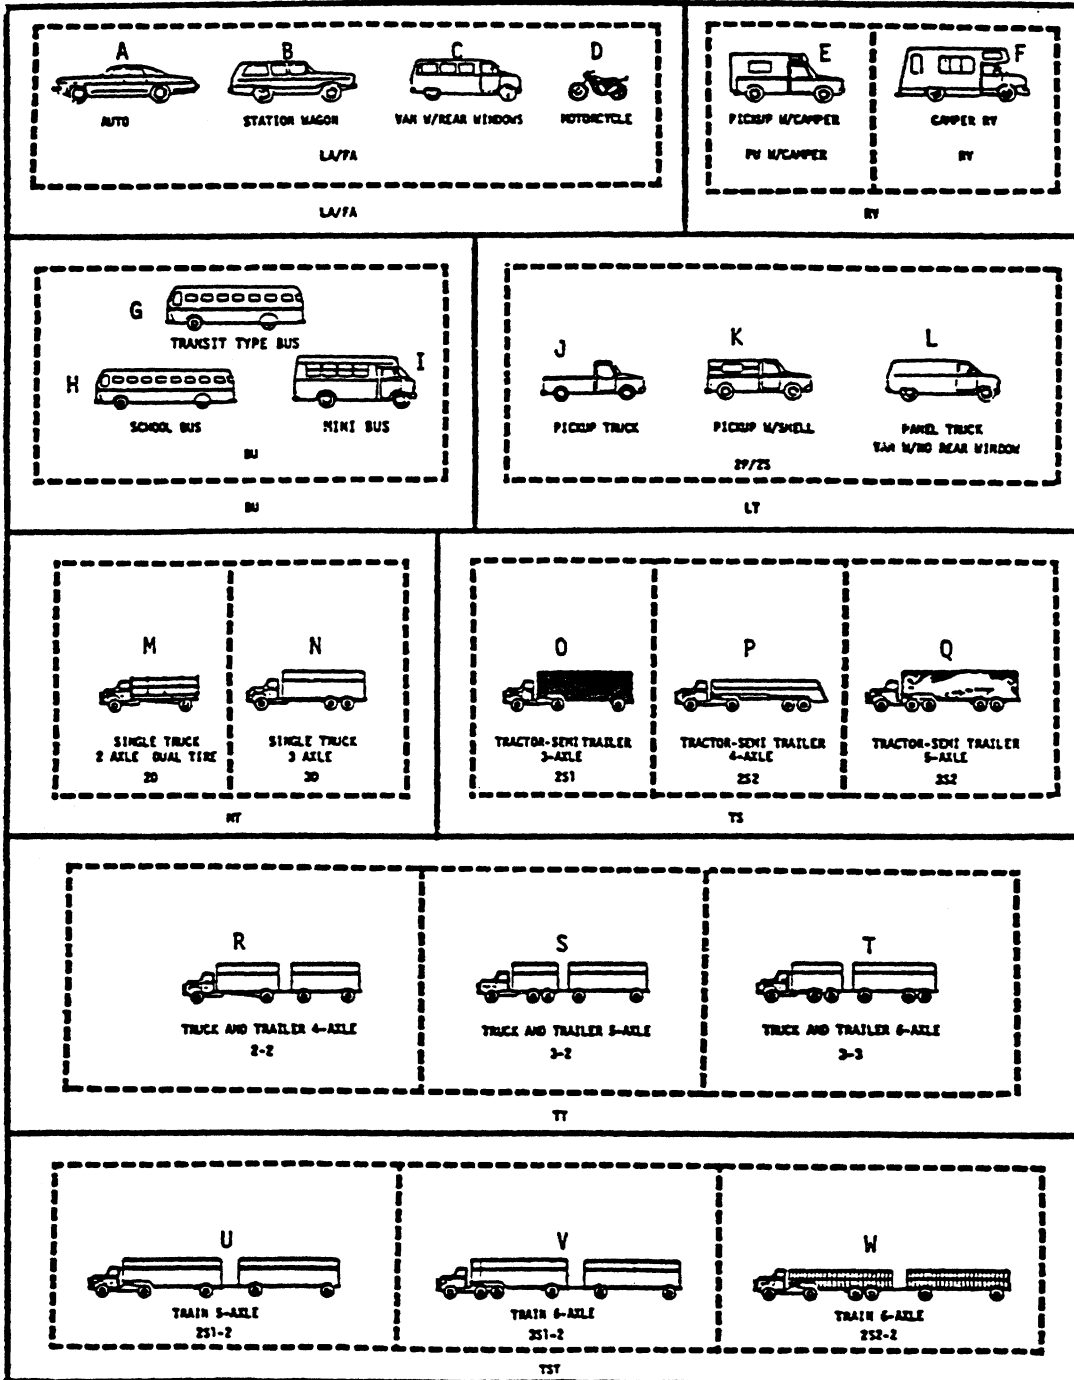 A B C D
AUTO STATION WAGON VAN W/REAR WINDOWS MOTORCYCLE
LA/FA
LA/FA
E F
PICKUP W/CAMPER CAMPER RV
PU W/CAMPER RV
RV
G
TRANSIT TYPE BUS
H I
SCHOOL BUS MINI BUS
BU
BU
J K L
PICKUP TRUCK PICKUP W/SHELL PANEL TRUCK
VAN W/NO REAR WINDOW
2P/2S
LT
M N
SINGLE TRUCK SINGLE TRUCK
2 AXLE DUAL TIRE 3 AXLE
2D 3D
MT
O P Q
TRACTOR-SEMI TRAILER TRACTOR-SEMI TRAILER TRACTOR-SEMI TRAILER
3-AXLE 4-AXLE 5-AXLE
2S1 2S2 3S2
TS
R S T
TRUCK AND TRAILER 4-AXLE TRUCK AND TRAILER 5-AXLE TRUCK AND TRAILER 6-AXLE
2-2 3-2 3-3
TT
U V W
TRAIN 5-AXLE TRAIN 6-AXLE TRAIN 6-AXLE
2S1-2 3S1-2 2S2-2
TST